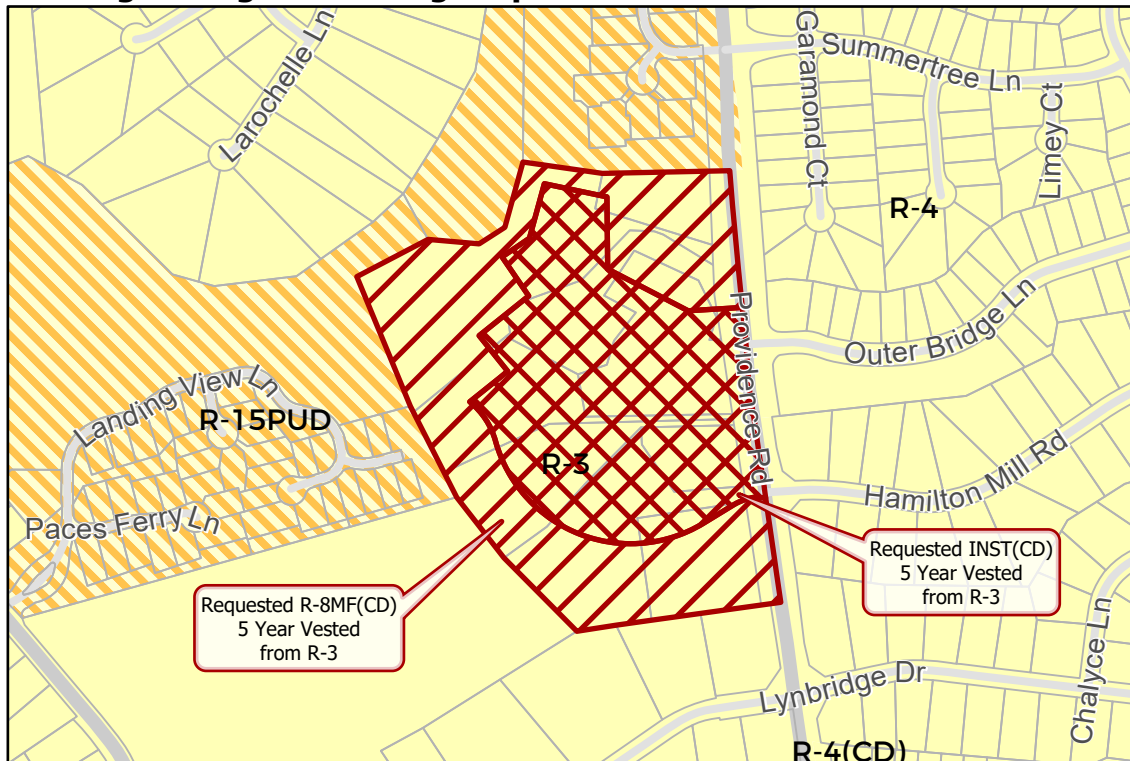 Larochelle Ln
Summertree Ln
Garamond Ct
Limey Ct
R-4
Providence Rd
Outer Bridge Ln
Landing View Ln
R-15PUD
R-3
Hamilton Mill Rd
Paces Ferry Ln
Requested INST(CD)
5 Year Vested
from R-3
Requested R-8MF(CD)
5 Year Vested
from R-3
Chalyce Ln
Lynbridge Dr
R-4(CD)